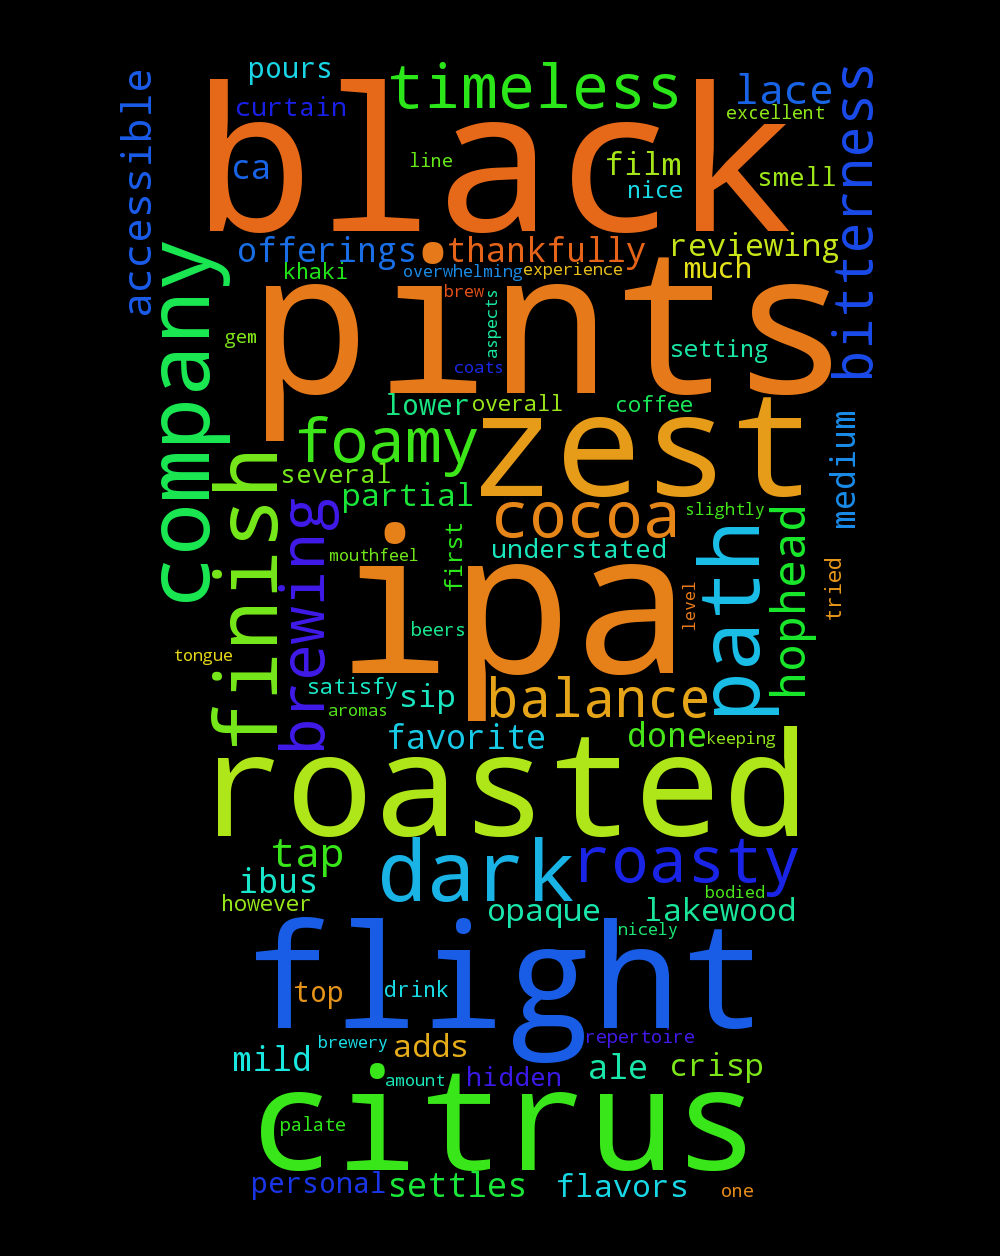 pours
timeless
accessible
curtain
lace
excellent
bitterness
black
line
film
ca
nice
smell
offerings
thankfully
reviewing
company
khaki
overwhelming
experience
much
brew
aspects
pints
gem
setting
coats
lower
overall
coffee
zest
foamy
medium
finish
several
partial
brewing
cocoa
slightly
hophead
path
first
understated
mouthfeel
ipa
tried
level
beers
tongue
satisfy
sip
balance
aromas
favorite
done
keeping
roasted
tap
dark
roasty
ibus
bodied
however
opaque
lakewood
nicely
flight
top
drink
brewery
adds
repertoire
mild
ale
crisp
amount
hidden
citrus
palate
personal
settles
flavors
one